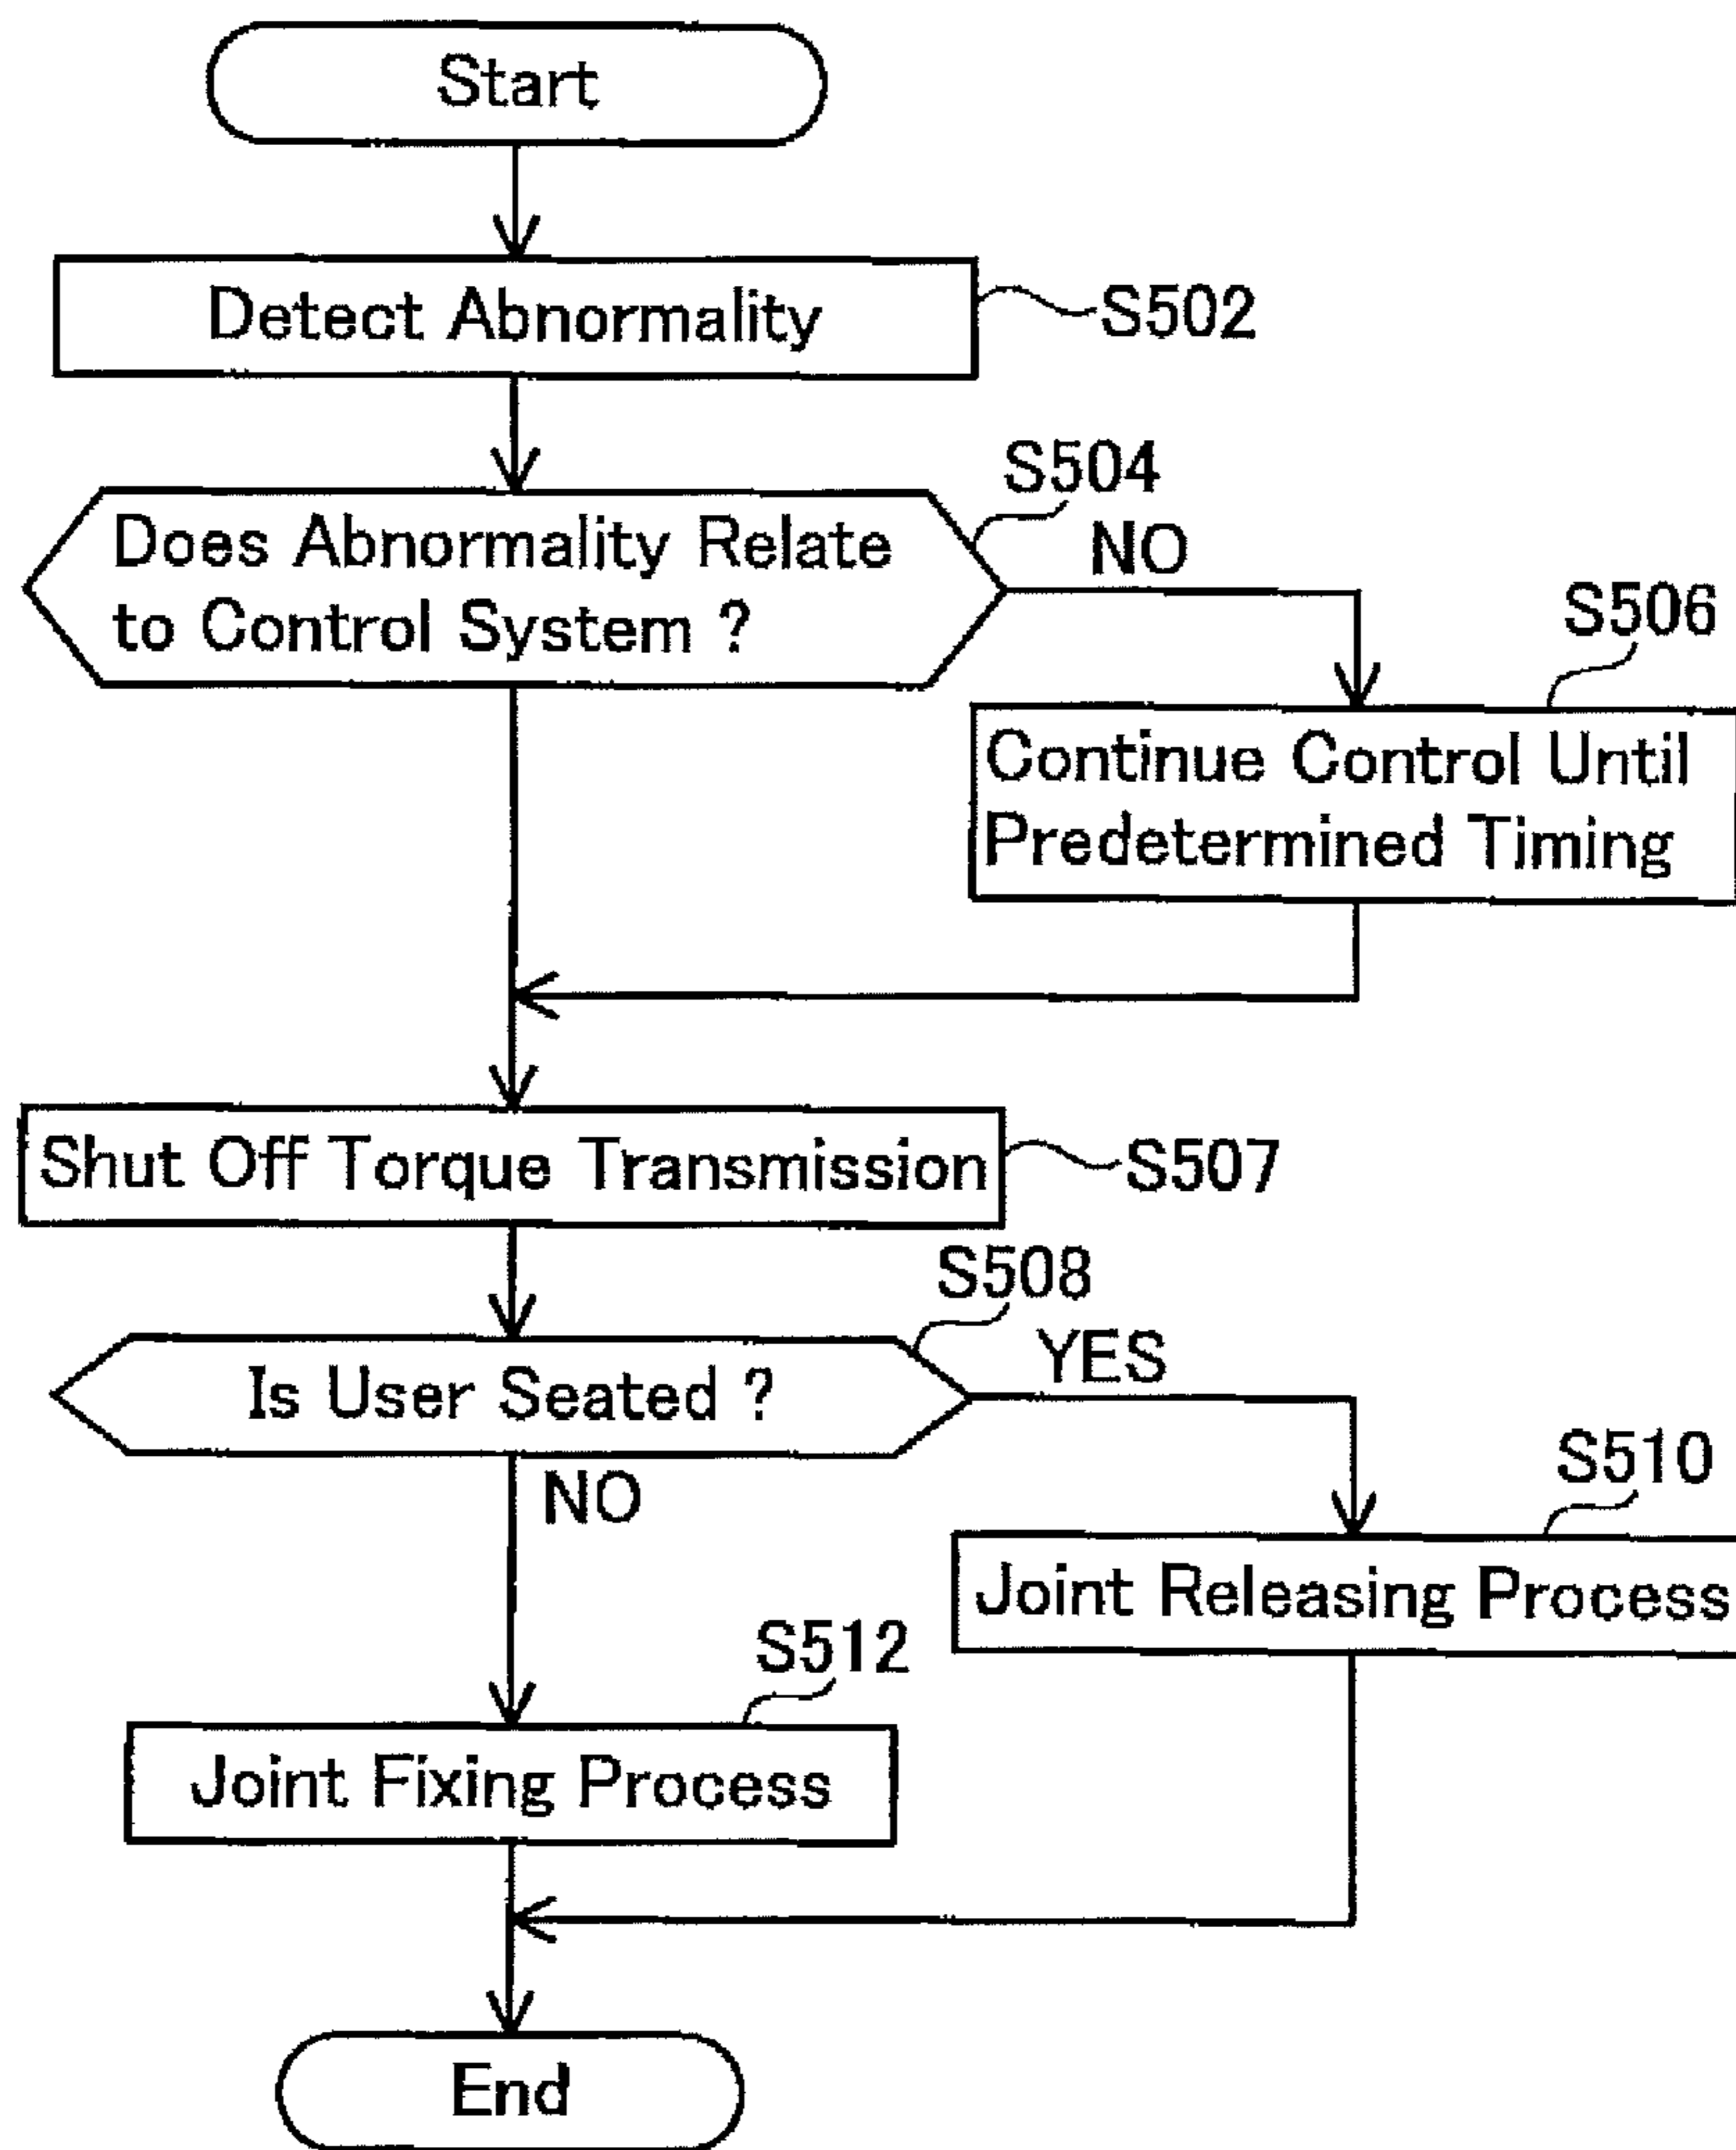 Start
Detect Abnormality
S502
S504
Does Abnormality Relate
to Control System ?
NO
S506
Continue Control Until
Predetermined Timing
Shut Off Torque Transmission
S507
S508
Is User Seated ?
YES
NO
S510
Joint Releasing Process
S512
Joint Fixing Process
End